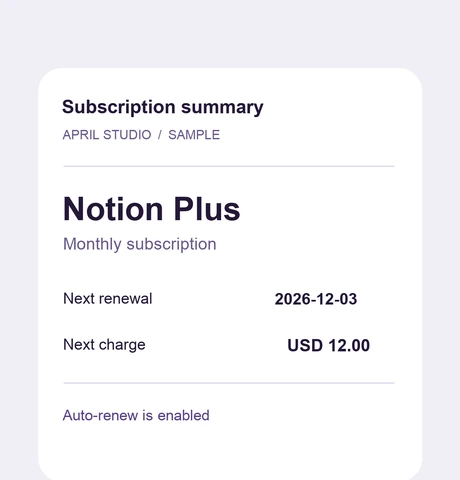 Subscription summary
APRIL STUDIO / SAMPLE
Notion Plus
Monthly subscription
Next renewal 2026-12-03
Next charge USD 12.00
Auto-renew is enabled